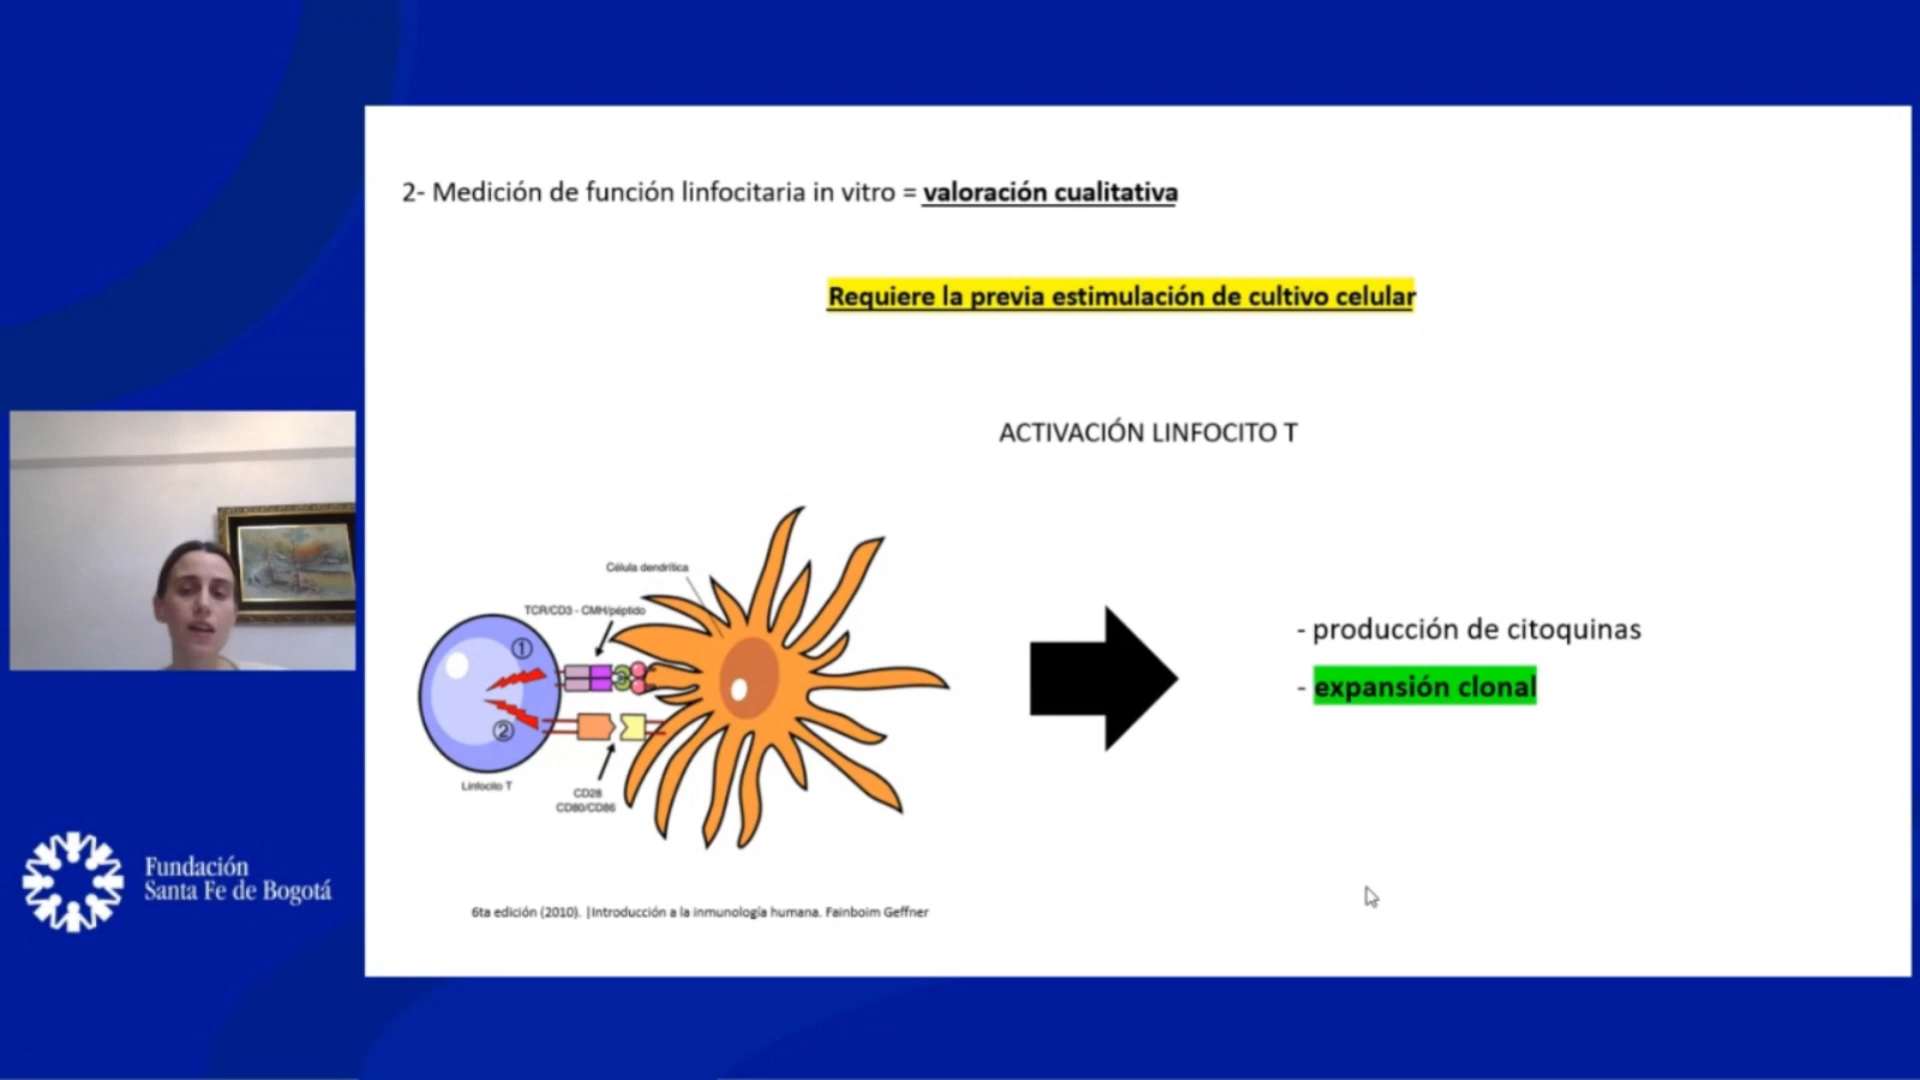 2- Medición de función linfocitaria in vitro = valoración cualitativa
Requiere la previa estimulación de cultivo celular
ACTIVACIÓN LINFOCITO T
Célula dendrítica
TCR/CD3 - CMH/péptido
1
2
Linfocito T
CD28
CD80/CD86
- producción de citoquinas
- expansión clonal
6ta edición (2010). |Introducción a la inmunología humana. Fainboim Geffner
Fundación
Santa Fe de Bogotá